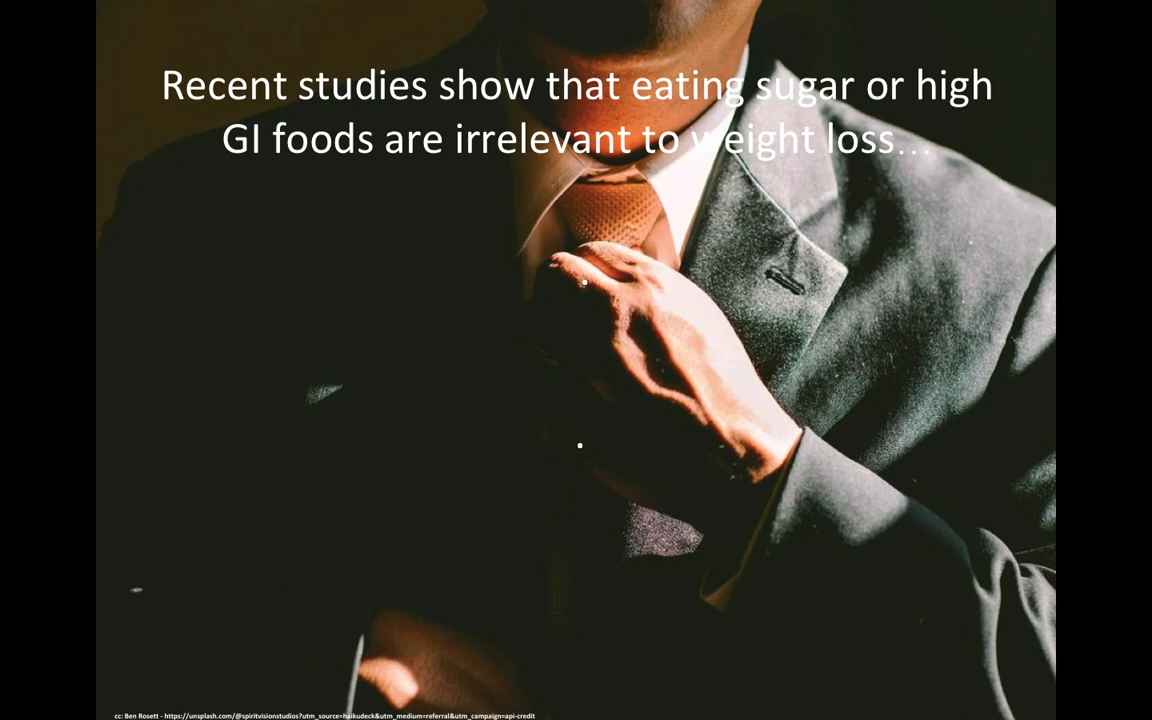 Recent studies show that eating sugar or high
GI foods are irrelevant to weight loss…
cc: Ben Rosett - https://unsplash.com/@spiritvisionstudios?utm_source=haikudeck&utm_medium=referral&utm_campaign=api-credit